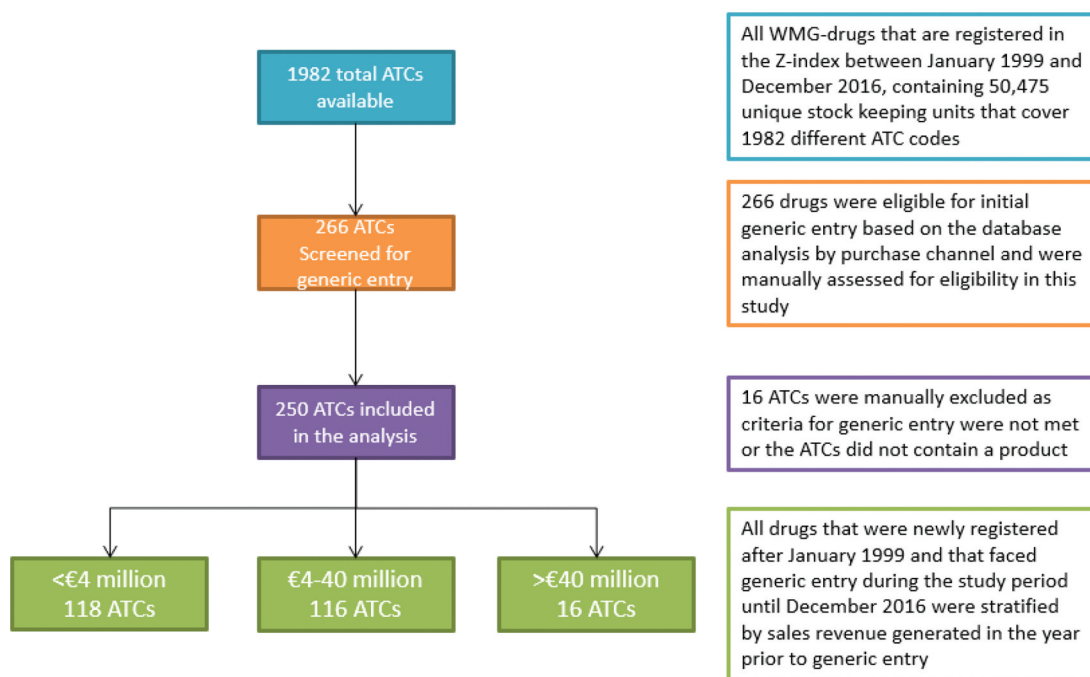 1982 total ATCs
available
All WMG-drugs that are registered in
the Z-index between January 1999 and
December 2016, containing 50,475
unique stock keeping units that cover
1982 different ATC codes
266 ATCs
Screened for
generic entry
266 drugs were eligible for initial
generic entry based on the database
analysis by purchase channel and were
manually assessed for eligibility in this
study
250 ATCs included
in the analysis
16 ATCs were manually excluded as
criteria for generic entry were not met
or the ATCs did not contain a product
<€4 million
118 ATCs
€4-40 million
116 ATCs
>€40 million
16 ATCs
All drugs that were newly registered
after January 1999 and that faced
generic entry during the study period
until December 2016 were stratified
by sales revenue generated in the year
prior to generic entry